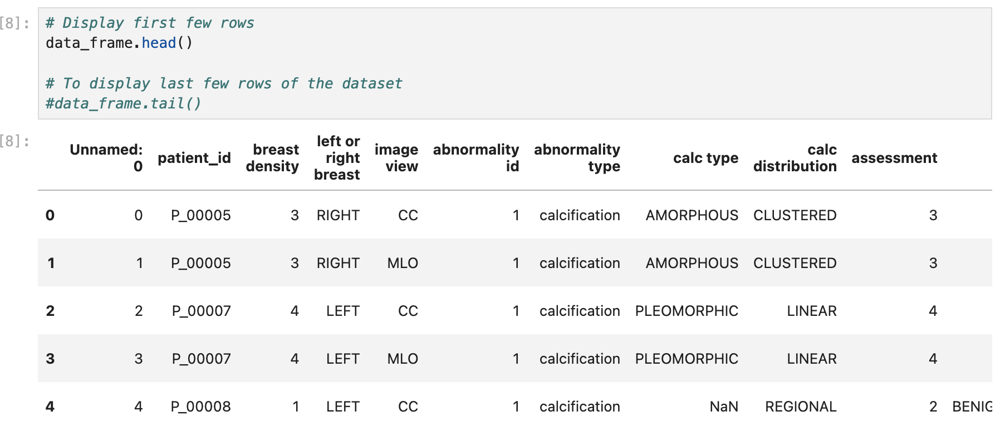 [8]:
# Display first few rows
data_frame.head()
# To display last few rows of the dataset
#data_frame.tail()
[8]:
Unnamed: 0 patient_id breast density left or right breast image view abnormality id abnormality type calc type calc distribution assessment
0 0 P_00005 3 RIGHT CC 1 calcification AMORPHOUS CLUSTERED 3
1 1 P_00005 3 RIGHT MLO 1 calcification AMORPHOUS CLUSTERED 3
2 2 P_00007 4 LEFT CC 1 calcification PLEOMORPHIC LINEAR 4
3 3 P_00007 4 LEFT MLO 1 calcification PLEOMORPHIC LINEAR 4
4 4 P_00008 1 LEFT CC 1 calcification NaN REGIONAL 2 BENIG